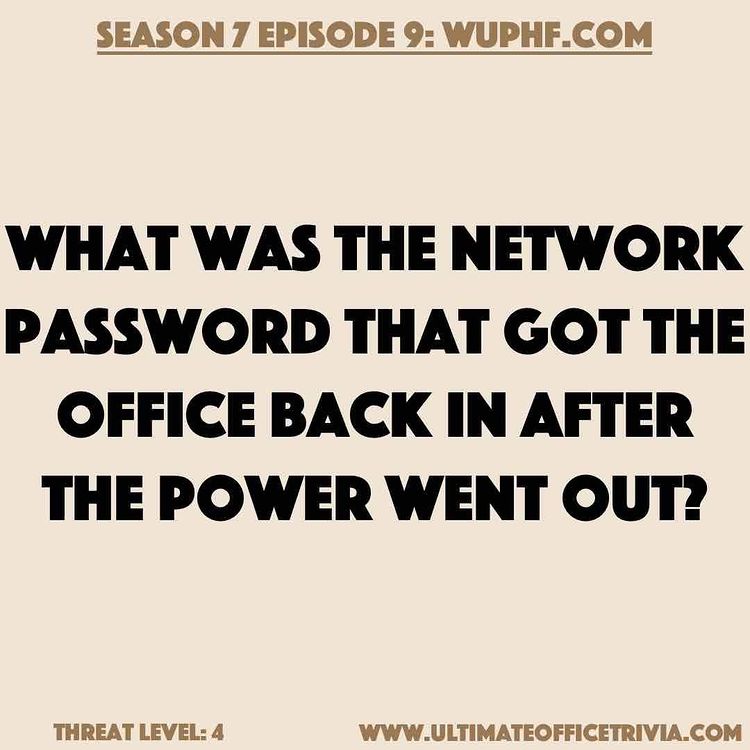 SEASON 7 EPISODE 9: WUPHF.COM
WHAT WAS THE NETWORK
PASSWORD THAT GOT THE
OFFICE BACK IN AFTER
THE POWER WENT OUT?
THREAT LEVEL: 4
WWW.ULTIMATEOFFICETRIVIA.COM